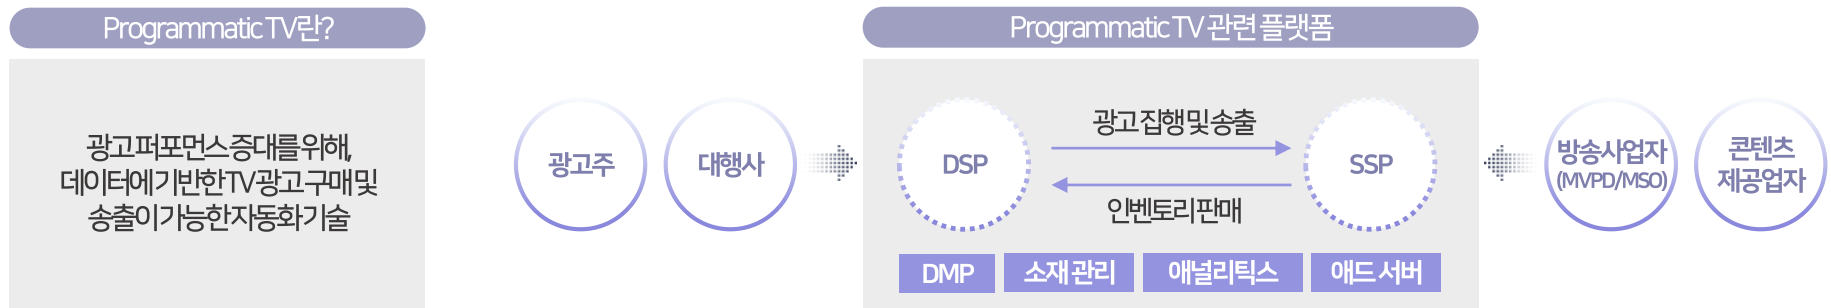 Programmatic TV란?
광고 퍼포먼스 증대를 위해,
데이터에 기반한 TV 광고 구매 및
송출이 가능한 자동화 기술
광고주
대행사
Programmatic TV 관련 플랫폼
DSP
광고 집행 및 송출
인벤토리 판매
SSP
DMP
소재 관리
애널리틱스
애드 서버
방송사업자
(MVPD/MSO)
콘텐츠
제공업자